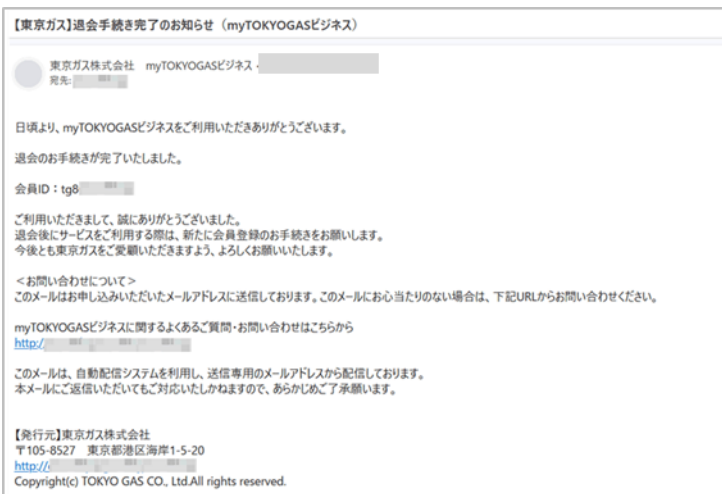 【東京ガス】退会手続き完了のお知らせ（myTOKYOGASビジネス）
東京ガス株式会社　myTOKYOGASビジネス
宛先:
日頃より、myTOKYOGASビジネスをご利用いただきありがとうございます。
退会のお手続きが完了いたしました。
会員ID：tg8
ご利用いただきまして、誠にありがとうございました。
退会後にサービスをご利用する際は、新たに会員登録のお手続きをお願いします。
今後とも東京ガスをご愛顧いただきますよう、よろしくお願いいたします。
＜お問い合わせについて＞
このメールはお申し込みいただいたメールアドレスに送信しております。このメールにお心当たりのない場合は、下記URLからお問い合わせください。
myTOKYOGASビジネスに関するよくあるご質問・お問い合わせはこちらから
http:/
このメールは、自動配信システムを利用し、送信専用のメールアドレスから配信しております。
本メールにご返信いただいてもご対応いたしかねますので、あらかじめご了承願います。
【発行元】東京ガス株式会社
〒105-8527　東京都港区海岸1-5-20
http://
Copyright(c) TOKYO GAS CO., Ltd.All rights reserved.